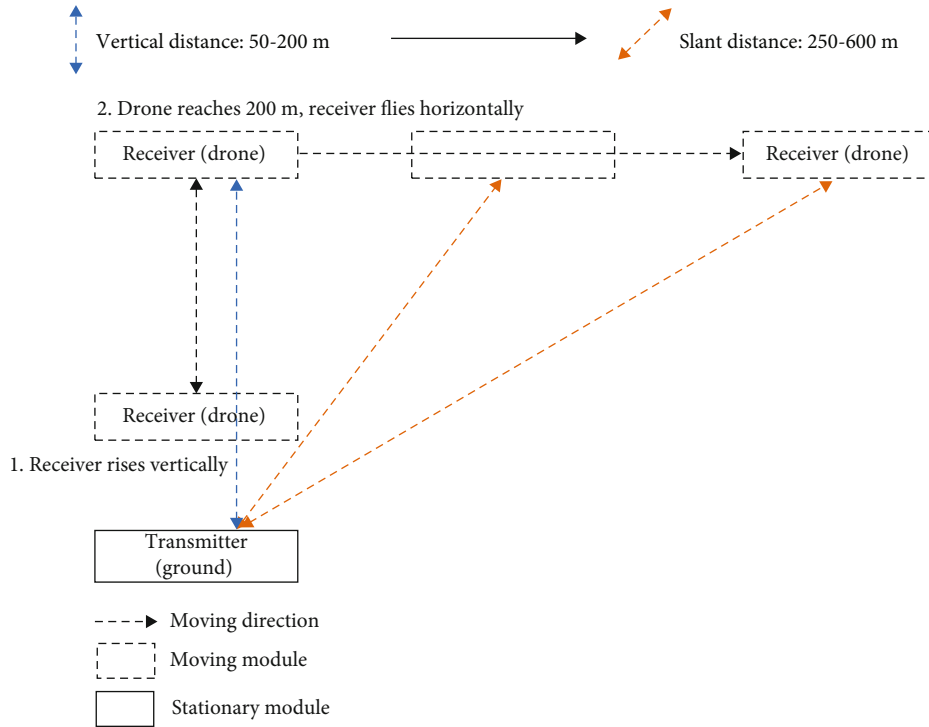 Vertical distance: 50-200 m
Slant distance: 250-600 m
2. Drone reaches 200 m, receiver flies horizontally
Receiver (drone)
Receiver (drone)
Receiver (drone)
1. Receiver rises vertically
Transmitter
(ground)
Moving direction
Moving module
Stationary module